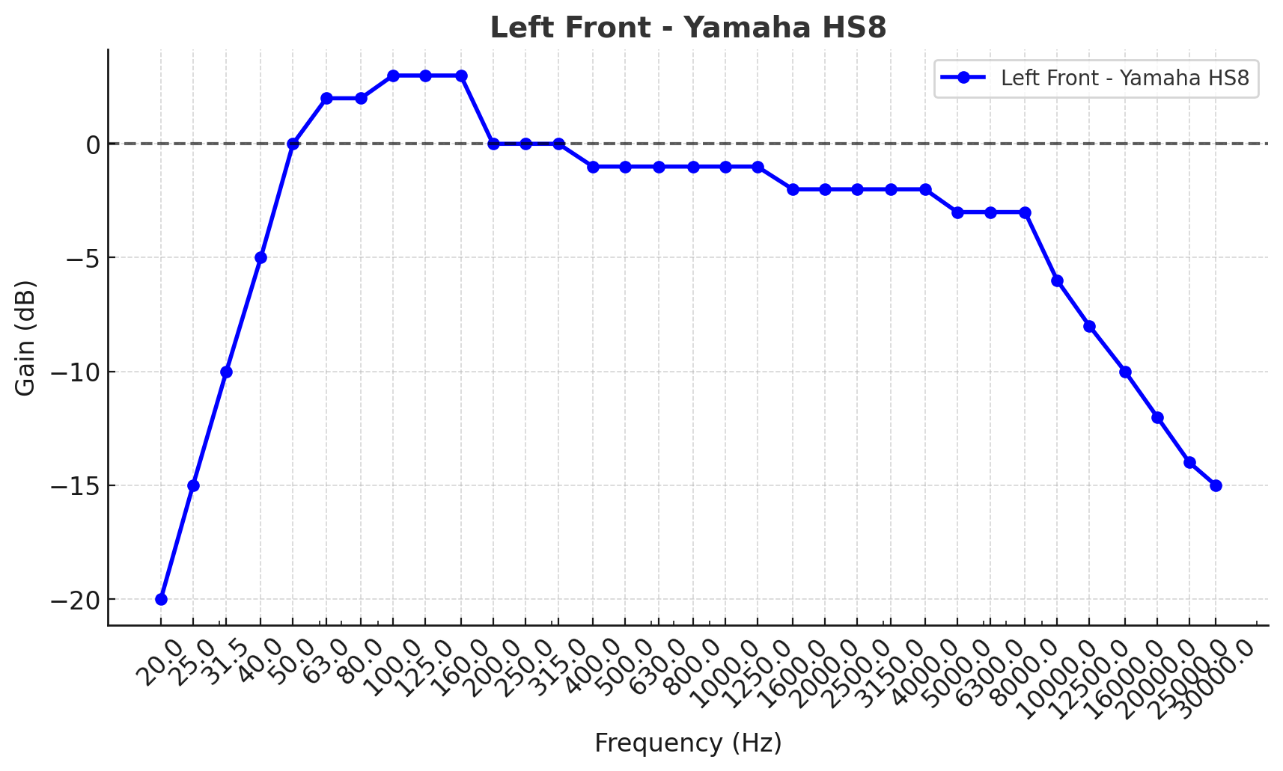 Left Front - Yamaha HS8
Left Front - Yamaha HS8
Gain (dB)
0
−5
−10
−15
−20
20.0 25.0 31.5 40.0 50.0 63.0 80.0 100.0 125.0 160.0 200.0 250.0 315.0 400.0 500.0 630.0 800.0 1000.0 1250.0 1600.0 2000.0 2500.0 3150.0 4000.0 5000.0 6300.0 8000.0 10000.0 12500.0 16000.0 20000.0 25000.0 30000.0
Frequency (Hz)